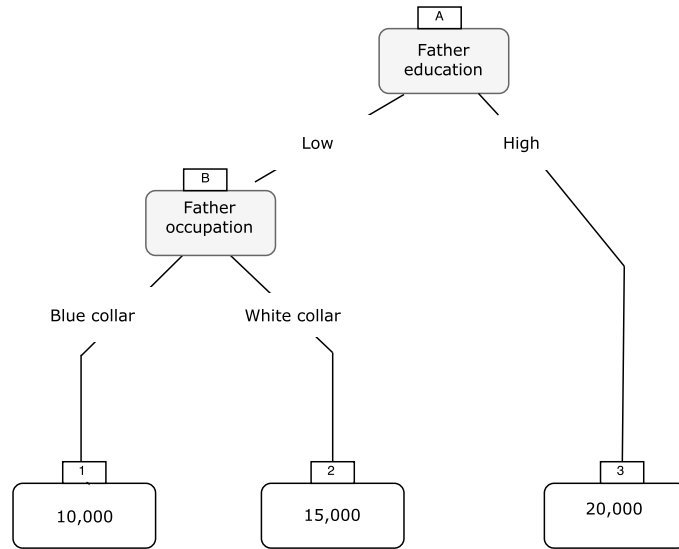 A
Father
education
Low
High
B
Father
occupation
Blue collar
White collar
1
2
3
10,000
15,000
20,000